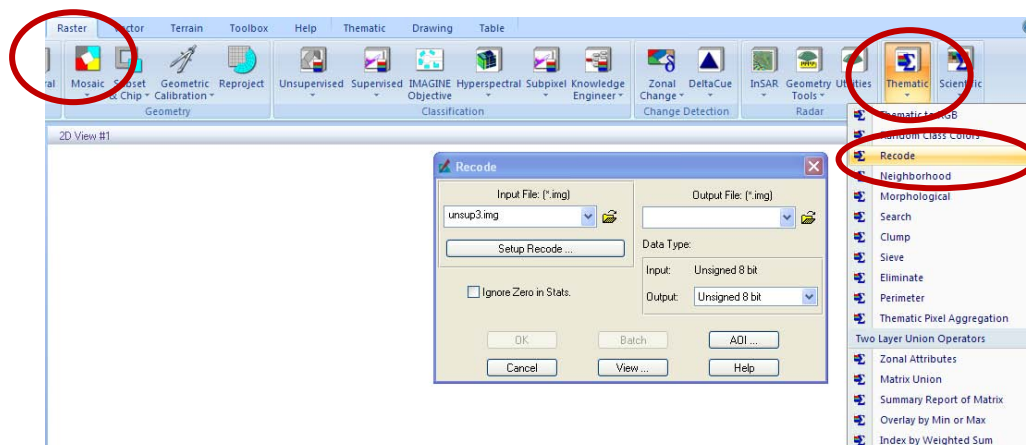 Raster Vector Terrain Toolbox Help Thematic Drawing Table
Mosaic Subset & Chip Geometric Calibration Reproject Unsupervised Supervised IMAGINE Objective Hyperspectral Subpixel Knowledge Engineer Zonal Change DeltaCue InSAR Geometry Tools Utilities Thematic Scientific
Geometry Classification Change Detection Radar
2D View #1
Thematic to RGB
Random Class Colors
Recode
Neighborhood
Morphological
Search
Clump
Sieve
Eliminate
Perimeter
Thematic Pixel Aggregation
Two Layer Union Operators
Zonal Attributes
Matrix Union
Summary Report of Matrix
Overlay by Min or Max
Index by Weighted Sum
Recode
Input File: (*.img)
unsup3.img
Setup Recode ...
Ignore Zero in Stats.
Output File: (*.img)
Data Type:
Input: Unsigned 8 bit
Output: Unsigned 8 bit
OK Batch AOI ...
Cancel View ... Help